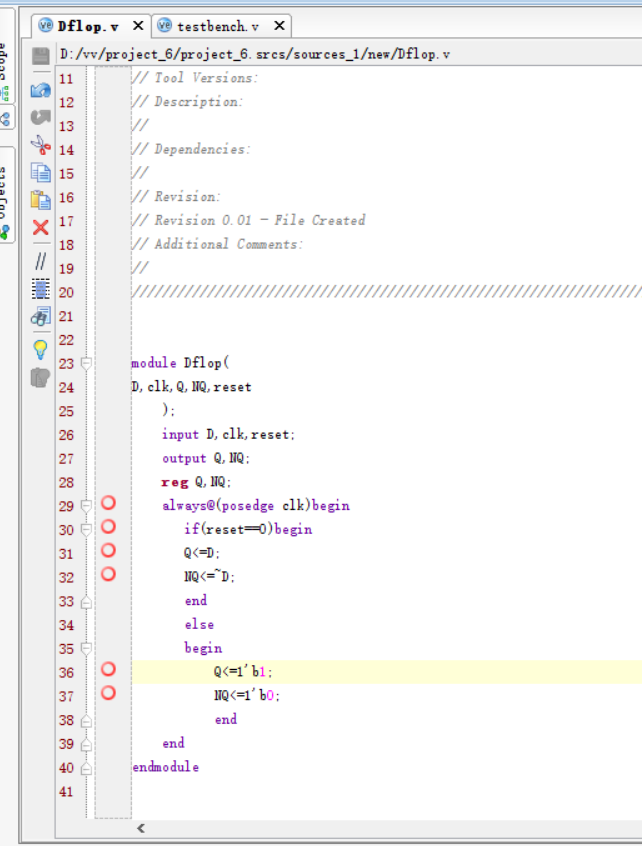 Dflop.v × testbench.v ×
D:/vv/project_6/project_6.srcs/sources_1/new/Dflop.v
Scope
Objects
11 // Tool Versions:
12 // Description:
13 //
14 // Dependencies:
15 //
16 // Revision:
17 // Revision 0.01 - File Created
18 // Additional Comments:
19 //
20 //////////////////////////////////////////////////////////////////
21
22
23 module Dflop(
24 D,clk,Q,NQ,reset
25 );
26 input D,clk,reset;
27 output Q,NQ;
28 reg Q,NQ;
29 always@(posedge clk)begin
30 if(reset==0)begin
31 Q<=D;
32 NQ<=~D;
33 end
34 else
35 begin
36 Q<=1'b1;
37 NQ<=1'b0;
38 end
39 end
40 endmodule
41